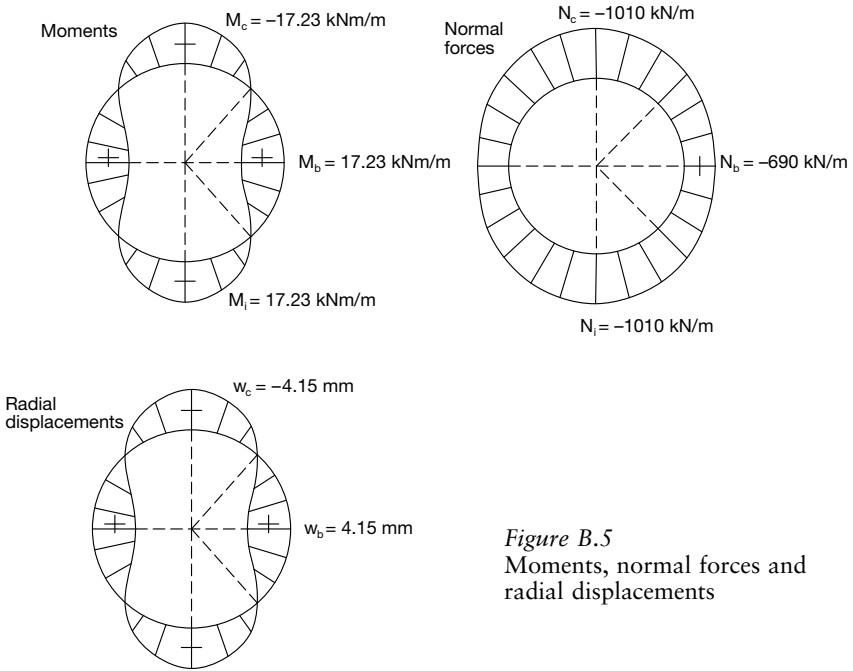 Moments
M_c = −17.23 kNm/m
M_b = 17.23 kNm/m
M_i = 17.23 kNm/m
Normal
forces
N_c = −1010 kN/m
N_b = −690 kN/m
N_i = −1010 kN/m
Radial
displacements
w_c = −4.15 mm
w_b = 4.15 mm
Figure B.5
Moments, normal forces and
radial displacements